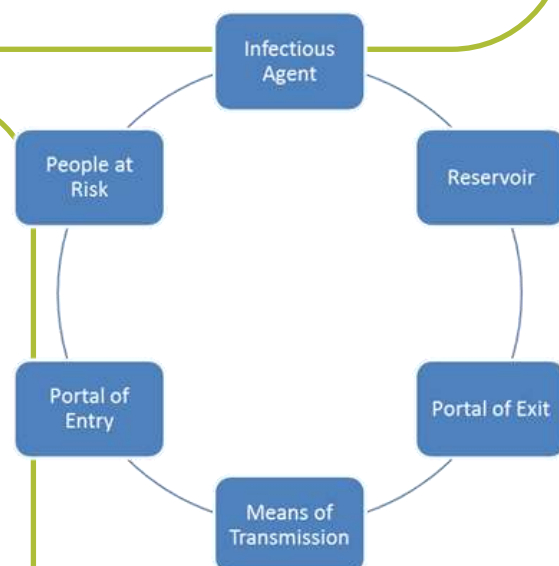 Infectious
Agent
Reservoir
Portal of Exit
Means of
Transmission
Portal of
Entry
People at
Risk